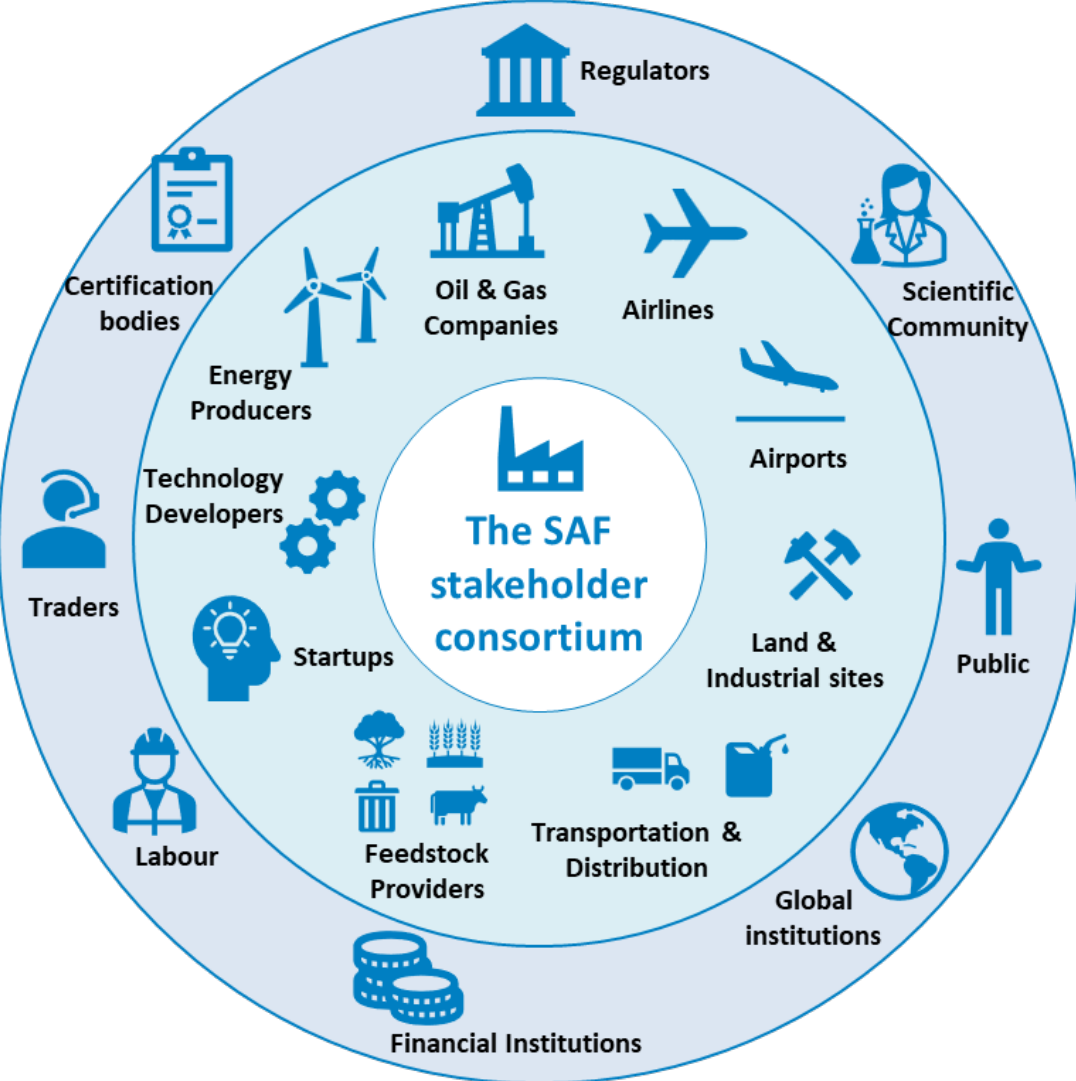 Regulators
Certification
bodies
Scientific
Community
Oil & Gas
Companies
Airlines
Energy
Producers
Airports
Technology
Developers
The SAF
stakeholder
consortium
Traders
Startups
Land &
Industrial sites
Public
Labour
Feedstock
Providers
Transportation &
Distribution
Global
institutions
Financial Institutions